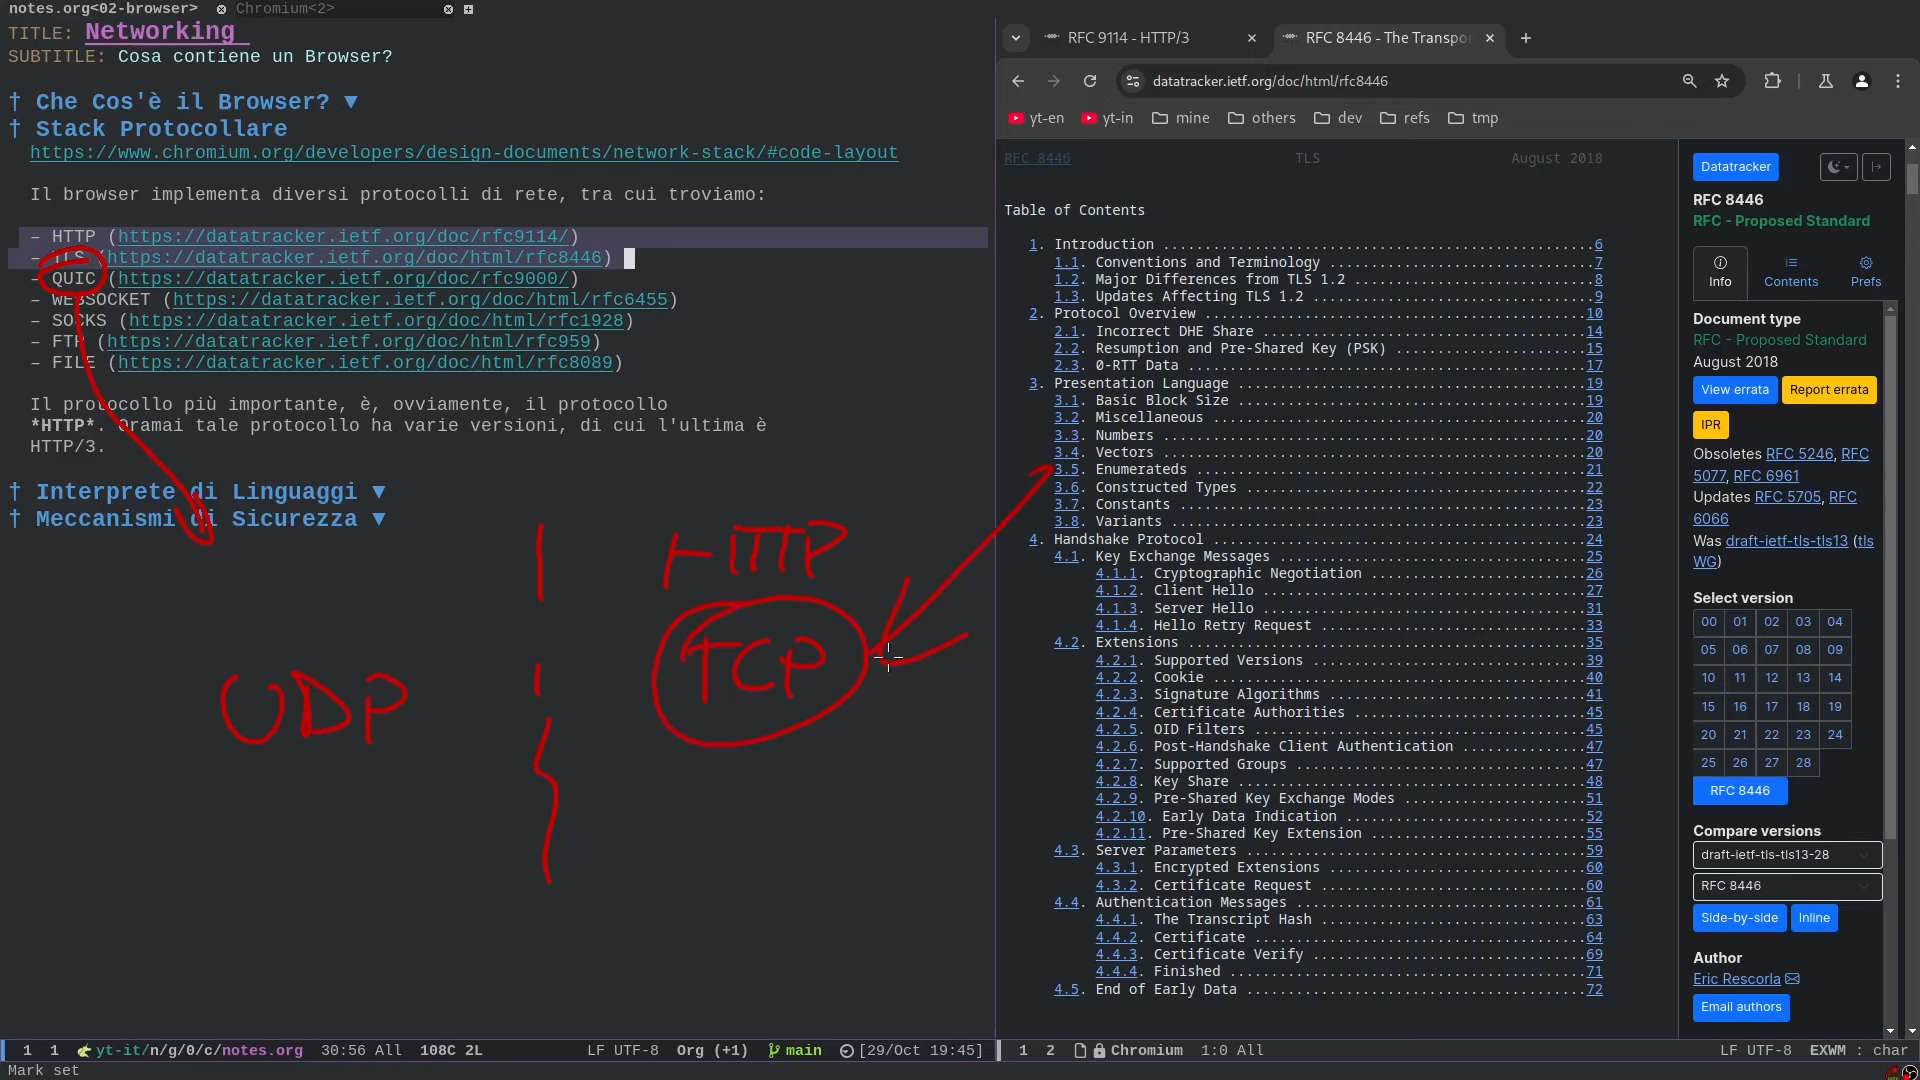 notes.org<02-browser>
Chromium<2>
TITLE: Networking
SUBTITLE: Cosa contiene un Browser?
† Che Cos'è il Browser? ▼
† Stack Protocollare
https://www.chromium.org/developers/design-documents/network-stack/#code-layout
Il browser implementa diversi protocolli di rete, tra cui troviamo:
– HTTP (https://datatracker.ietf.org/doc/rfc9114/)
– TLS (https://datatracker.ietf.org/doc/html/rfc8446)
– QUIC (https://datatracker.ietf.org/doc/rfc9000/)
– WEBSOCKET (https://datatracker.ietf.org/doc/html/rfc6455)
– SOCKS (https://datatracker.ietf.org/doc/html/rfc1928)
– FTP (https://datatracker.ietf.org/doc/html/rfc959)
– FILE (https://datatracker.ietf.org/doc/html/rfc8089)
Il protocollo più importante, è, ovviamente, il protocollo
*HTTP*. Oramai tale protocollo ha varie versioni, di cui l'ultima è
HTTP/3.
† Interprete di Linguaggi ▼
† Meccanismi di Sicurezza ▼
HTTP
TCP
UDP
1 1 yt-it/n/g/0/c/notes.org 30:56 All 108C 2L LF UTF-8 Org (+1) main [29/Oct 19:45]
Mark set
RFC 9114 - HTTP/3
RFC 8446 - The Transpo
datatracker.ietf.org/doc/html/rfc8446
yt-en yt-in mine others dev refs tmp
RFC 8446 TLS August 2018
Table of Contents
1. Introduction ....................................................6
1.1. Conventions and Terminology ................................7
1.2. Major Differences from TLS 1.2 .............................8
1.3. Updates Affecting TLS 1.2 ..................................9
2. Protocol Overview ..............................................10
2.1. Incorrect DHE Share .......................................14
2.2. Resumption and Pre-Shared Key (PSK) .......................15
2.3. 0-RTT Data ................................................17
3. Presentation Language ..........................................19
3.1. Basic Block Size ..........................................19
3.2. Miscellaneous .............................................20
3.3. Numbers ...................................................20
3.4. Vectors ...................................................20
3.5. Enumerateds ...............................................21
3.6. Constructed Types .........................................22
3.7. Constants .................................................23
3.8. Variants ..................................................23
4. Handshake Protocol .............................................24
4.1. Key Exchange Messages .....................................25
4.1.1. Cryptographic Negotiation ..........................26
4.1.2. Client Hello .......................................27
4.1.3. Server Hello .......................................31
4.1.4. Hello Retry Request ................................33
4.2. Extensions ................................................35
4.2.1. Supported Versions .................................39
4.2.2. Cookie .............................................40
4.2.3. Signature Algorithms ...............................41
4.2.4. Certificate Authorities ............................45
4.2.5. OID Filters ........................................45
4.2.6. Post-Handshake Client Authentication ...............47
4.2.7. Supported Groups ...................................47
4.2.8. Key Share ..........................................48
4.2.9. Pre-Shared Key Exchange Modes ......................51
4.2.10. Early Data Indication .............................52
4.2.11. Pre-Shared Key Extension ..........................55
4.3. Server Parameters .........................................59
4.3.1. Encrypted Extensions ...............................60
4.3.2. Certificate Request ................................60
4.4. Authentication Messages ...................................61
4.4.1. The Transcript Hash ................................63
4.4.2. Certificate ........................................64
4.4.3. Certificate Verify .................................69
4.4.4. Finished ...........................................71
4.5. End of Early Data .........................................72
Datatracker
RFC 8446
RFC - Proposed Standard
Info Contents Prefs
Document type
RFC - Proposed Standard
August 2018
View errata Report errata
IPR
Obsoletes RFC 5246, RFC
5077, RFC 6961
Updates RFC 5705, RFC
6066
Was draft-ietf-tls-tls13 (tls
WG)
Select version
00 01 02 03 04
05 06 07 08 09
10 11 12 13 14
15 16 17 18 19
20 21 22 23 24
25 26 27 28
RFC 8446
Compare versions
draft-ietf-tls-tls13-28
RFC 8446
Side-by-side Inline
Author
Eric Rescorla
Email authors
1 2 Chromium 1:0 All LF UTF-8 EXWM : char